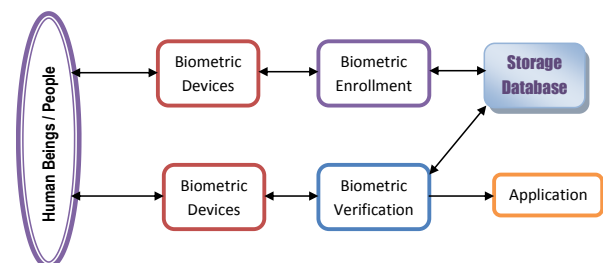 Human Beings / People
Biometric
Devices
Biometric
Enrollment
Storage
Database
Biometric
Devices
Biometric
Verification
Application